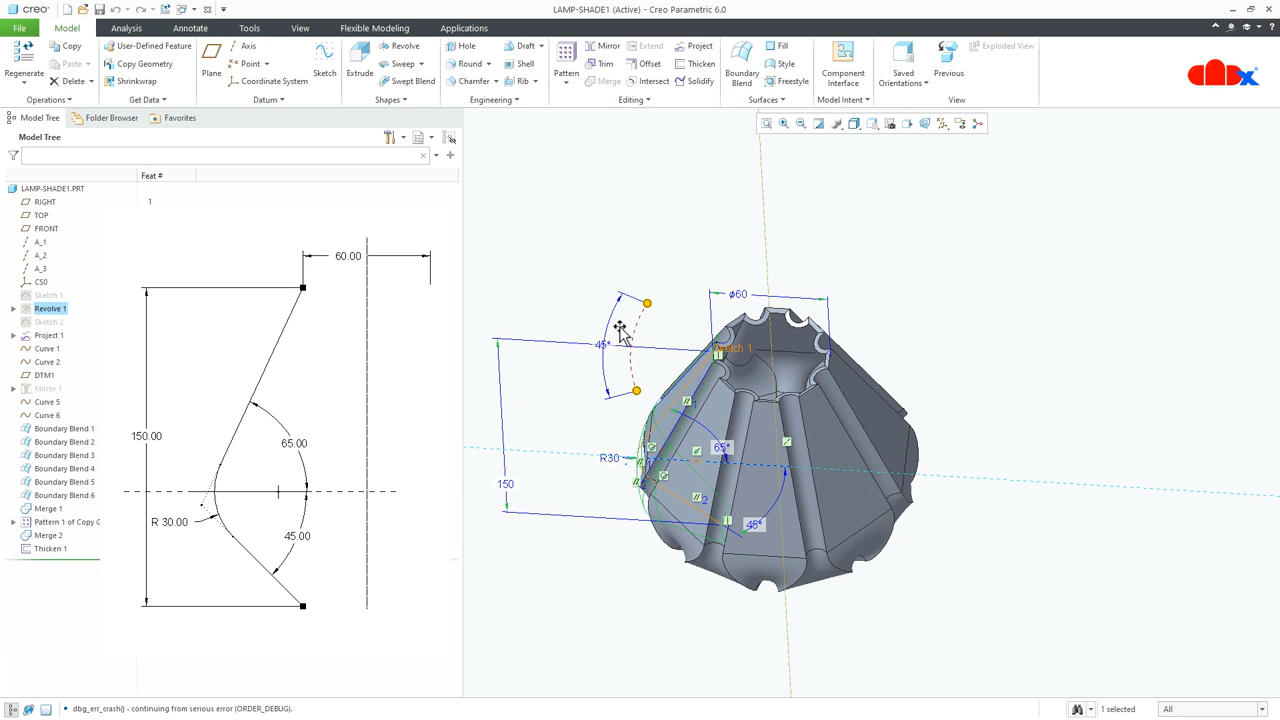 creo LAMP-SHADE1 (Active) - Creo Parametric 6.0
File Model Analysis Annotate Tools View Flexible Modeling Applications
Regenerate Copy Paste Delete
User-Defined Feature Copy Geometry Shrinkwrap
Plane Axis Point Coordinate System Sketch
Extrude Revolve Sweep Swept Blend
Hole Round Chamfer Draft Shell Rib
Pattern Mirror Trim Merge Extend Offset Intersect Project Thicken Solidify
Boundary Blend Fill Style Freestyle
Component Interface
Saved Orientations Previous Exploded View
Operations Get Data Datum Shapes Engineering Editing Surfaces Model Intent View
Model Tree Folder Browser Favorites
Model Tree
Feat #
LAMP-SHADE1.PRT
RIGHT 1
TOP
FRONT
A_1
A_2
A_3
CS0
Sketch 1
Revolve 1
Sketch 2
Project 1
Curve 1
Curve 2
DTM1
Mirror 1
Curve 5
Curve 6
Boundary Blend 1
Boundary Blend 2
Boundary Blend 3
Boundary Blend 4
Boundary Blend 5
Boundary Blend 6
Merge 1
Pattern 1 of Copy G
Merge 2
Thicken 1
60.00
150.00
65.00
R 30.00
45.00
ø60
45°
Sketch 1
1
R30
65°
150
2
45°
dbg_err_crash() - continuing from serious error (ORDER_DEBUG).
1 selected All